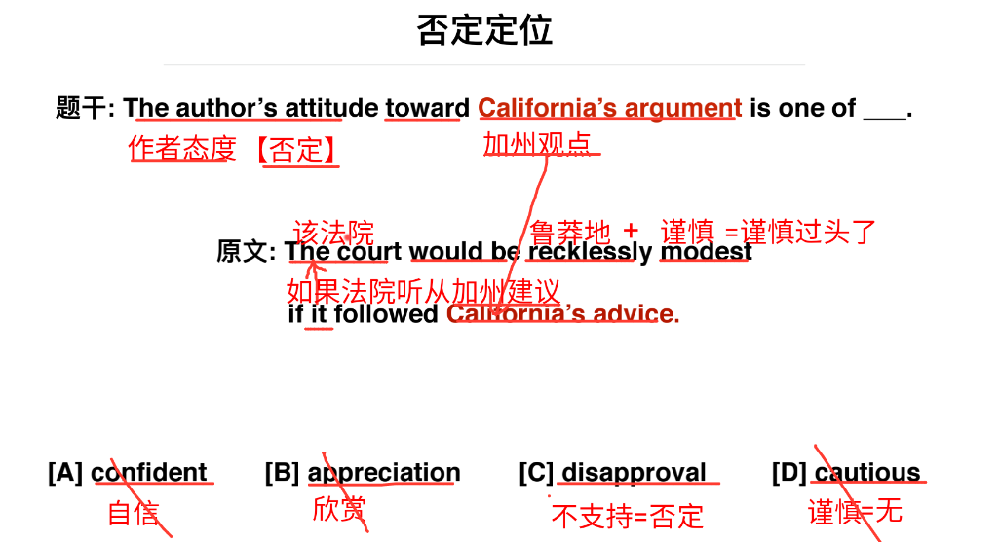 否定定位
题干: The author's attitude toward California's argument is one of ___.
作者态度 【否定】 加州观点
该法院 鲁莽地 + 谨慎 =谨慎过头了
原文: The court would be recklessly modest
如果法院听从加州建议
if it followed California's advice.
[A] confident [B] appreciation [C] disapproval [D] cautious
自信 欣赏 不支持=否定 谨慎=无